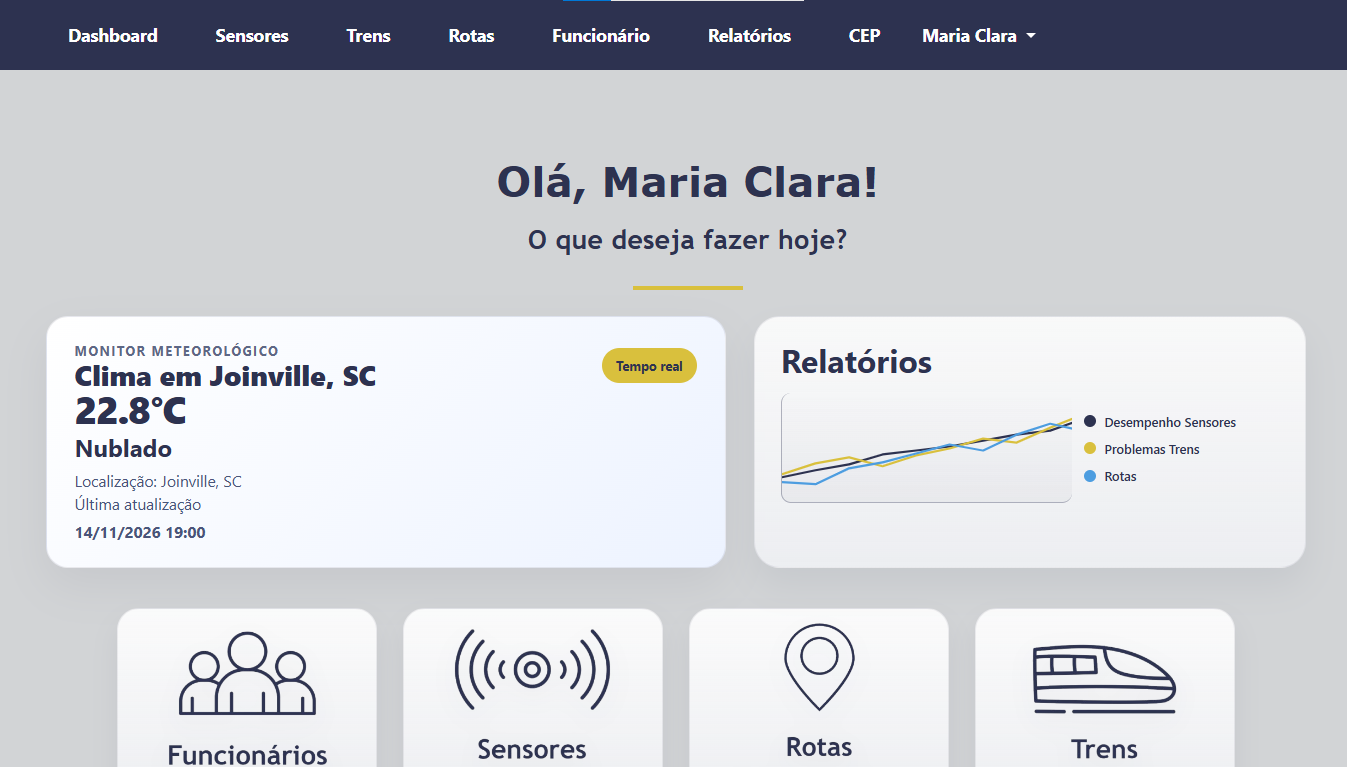 Dashboard Sensores Trens Rotas Funcionário Relatórios CEP Maria Clara
Olá, Maria Clara!
O que deseja fazer hoje?
MONITOR METEOROLÓGICO
Clima em Joinville, SC
22.8°C
Nublado
Localização: Joinville, SC
Última atualização
14/11/2026 19:00
Tempo real
Relatórios
Desempenho Sensores
Problemas Trens
Rotas
Funcionários
Sensores
Rotas
Trens